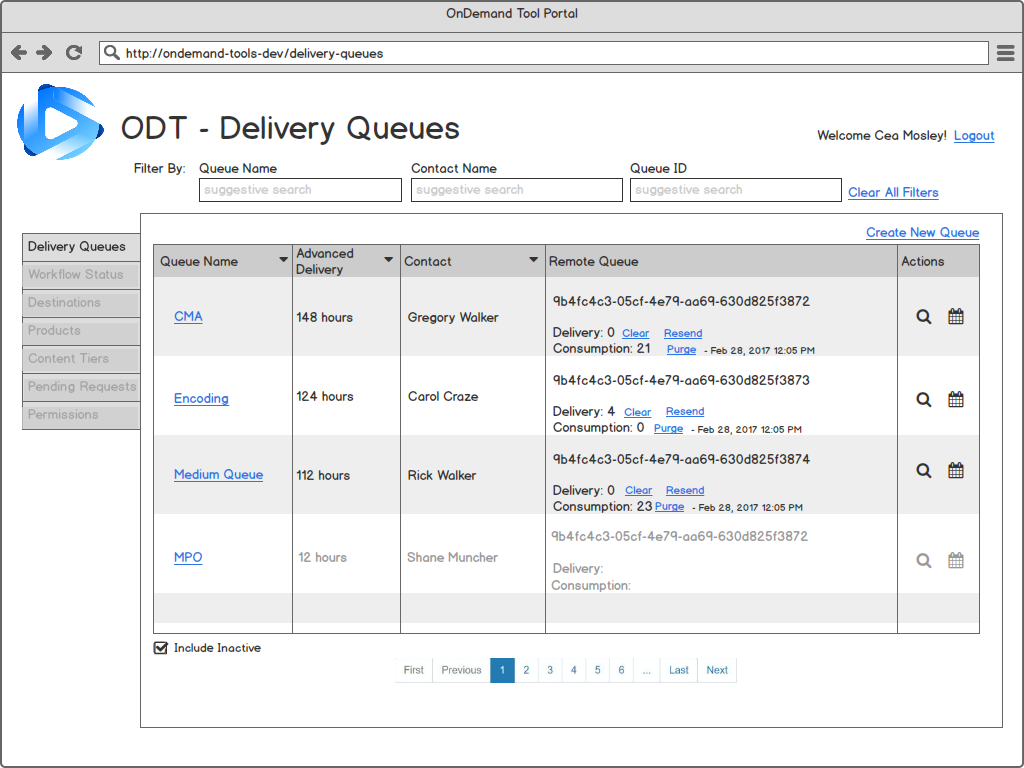 OnDemand Tool Portal
http://ondemand-tools-dev/delivery-queues
ODT - Delivery Queues
Welcome Cea Mosley! Logout
Filter By: Queue Name Contact Name Queue ID
suggestive search suggestive search suggestive search Clear All Filters
Delivery Queues
Workflow Status
Destinations
Products
Content Tiers
Pending Requests
Permissions
Create New Queue
Queue Name Advanced Delivery Contact Remote Queue Actions
9b4fc4c3-05cf-4e79-aa69-630d825f3872
CMA 148 hours Gregory Walker
Delivery: 0 Clear Resend
Consumption: 21 Purge - Feb 28, 2017 12:05 PM
9b4fc4c3-05cf-4e79-aa69-630d825f3873
Encoding 124 hours Carol Craze
Delivery: 4 Clear Resend
Consumption: 0 Purge - Feb 28, 2017 12:05 PM
9b4fc4c3-05cf-4e79-aa69-630d825f3874
Medium Queue 112 hours Rick Walker
Delivery: 0 Clear Resend
Consumption: 23 Purge - Feb 28, 2017 12:05 PM
9b4fc4c3-05cf-4e79-aa69-630d825f3872
MPO 12 hours Shane Muncher
Delivery:
Consumption:
Include Inactive
First Previous 1 2 3 4 5 6 ... Last Next